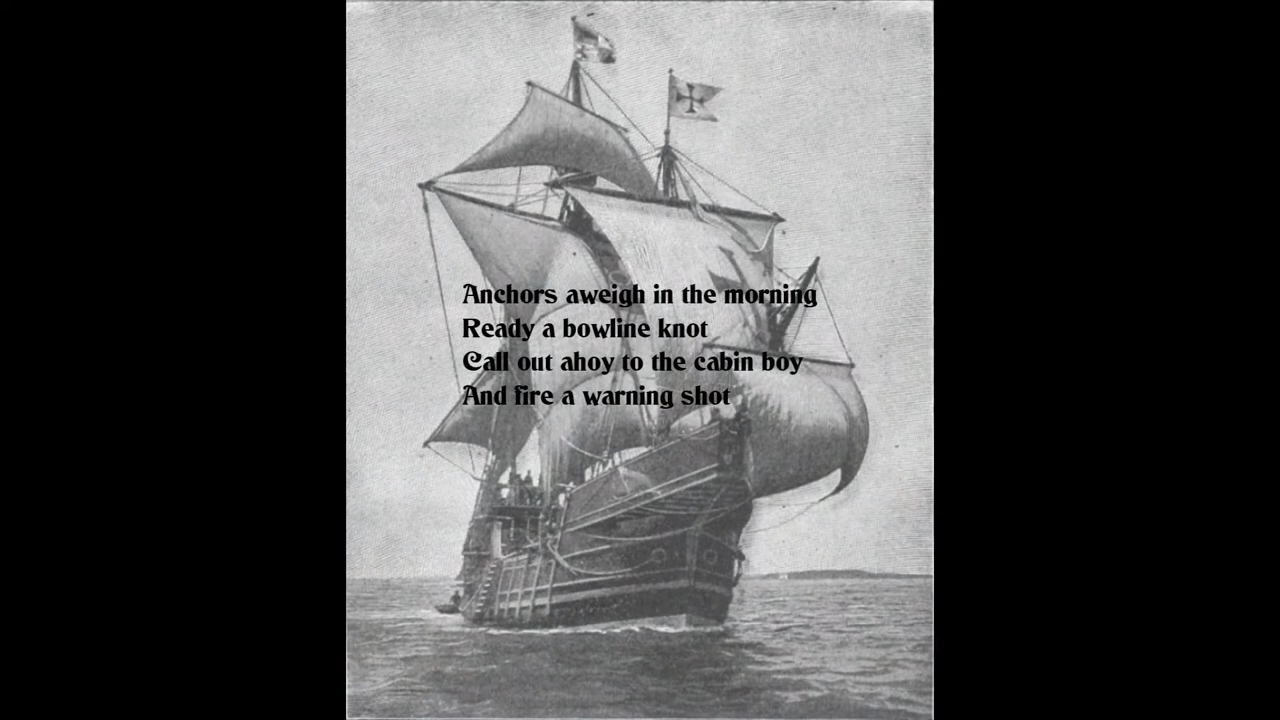 Anchors aweigh in the morning
Ready a bowline knot
Call out ahoy to the cabin boy
And fire a warning shot